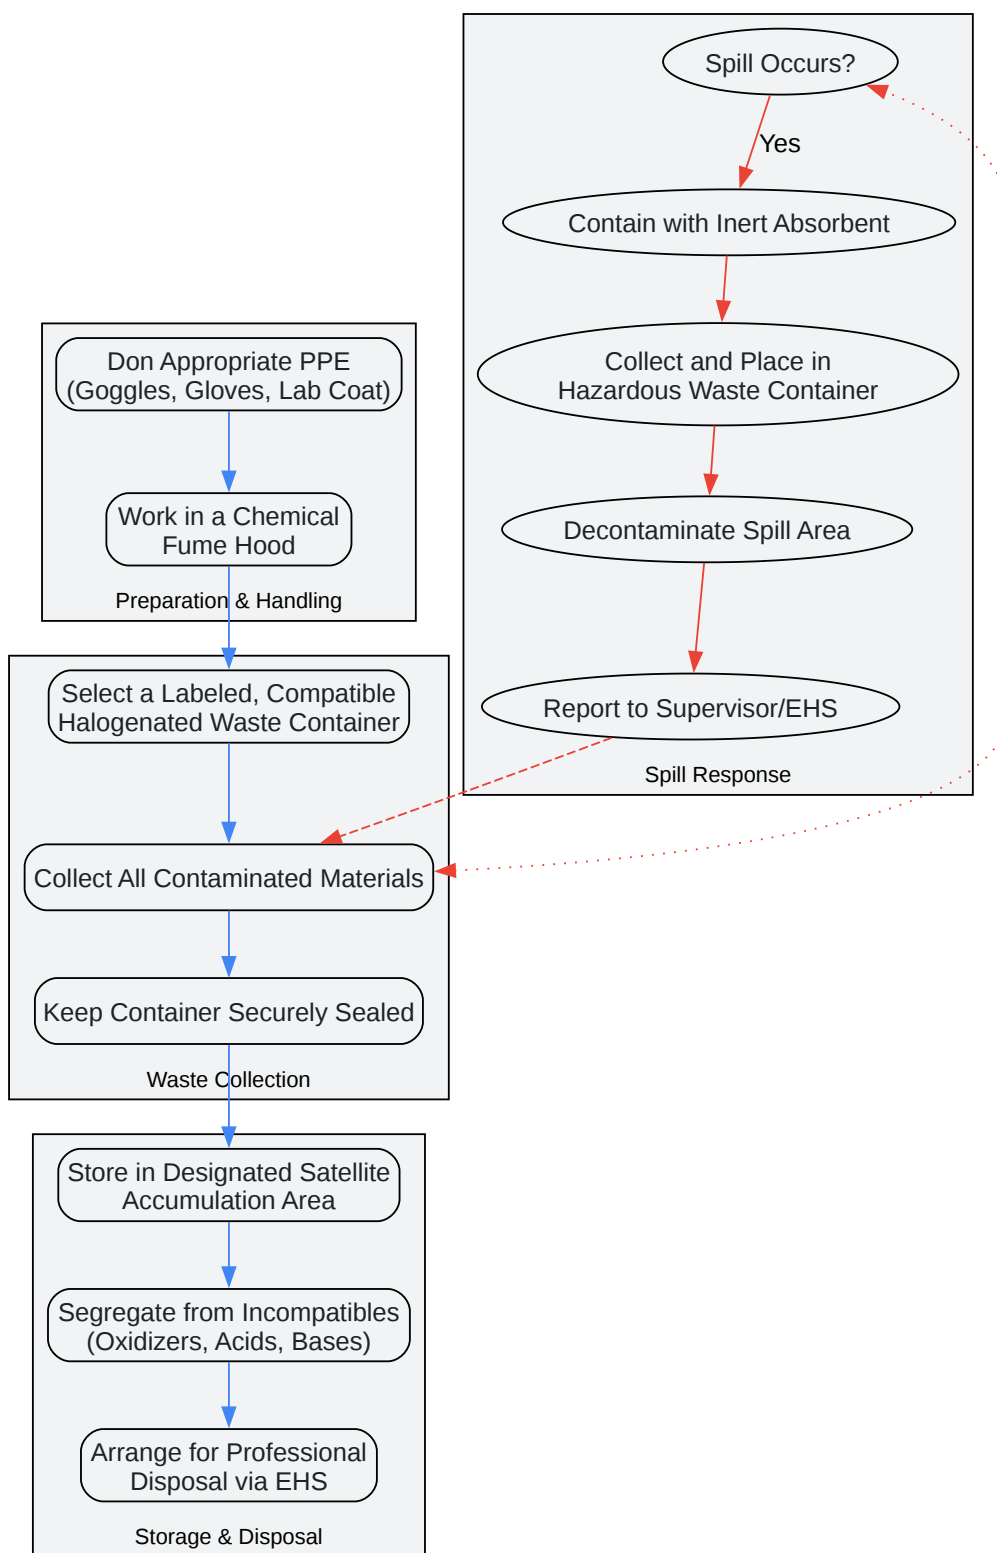 Spill Occurs?
Yes
Contain with Inert Absorbent
Collect and Place in
Hazardous Waste Container
Decontaminate Spill Area
Report to Supervisor/EHS
Spill Response
Don Appropriate PPE
(Goggles, Gloves, Lab Coat)
Work in a Chemical
Fume Hood
Preparation & Handling
Select a Labeled, Compatible
Halogenated Waste Container
Collect All Contaminated Materials
Keep Container Securely Sealed
Waste Collection
Store in Designated Satellite
Accumulation Area
Segregate from Incompatibles
(Oxidizers, Acids, Bases)
Arrange for Professional
Disposal via EHS
Storage & Disposal